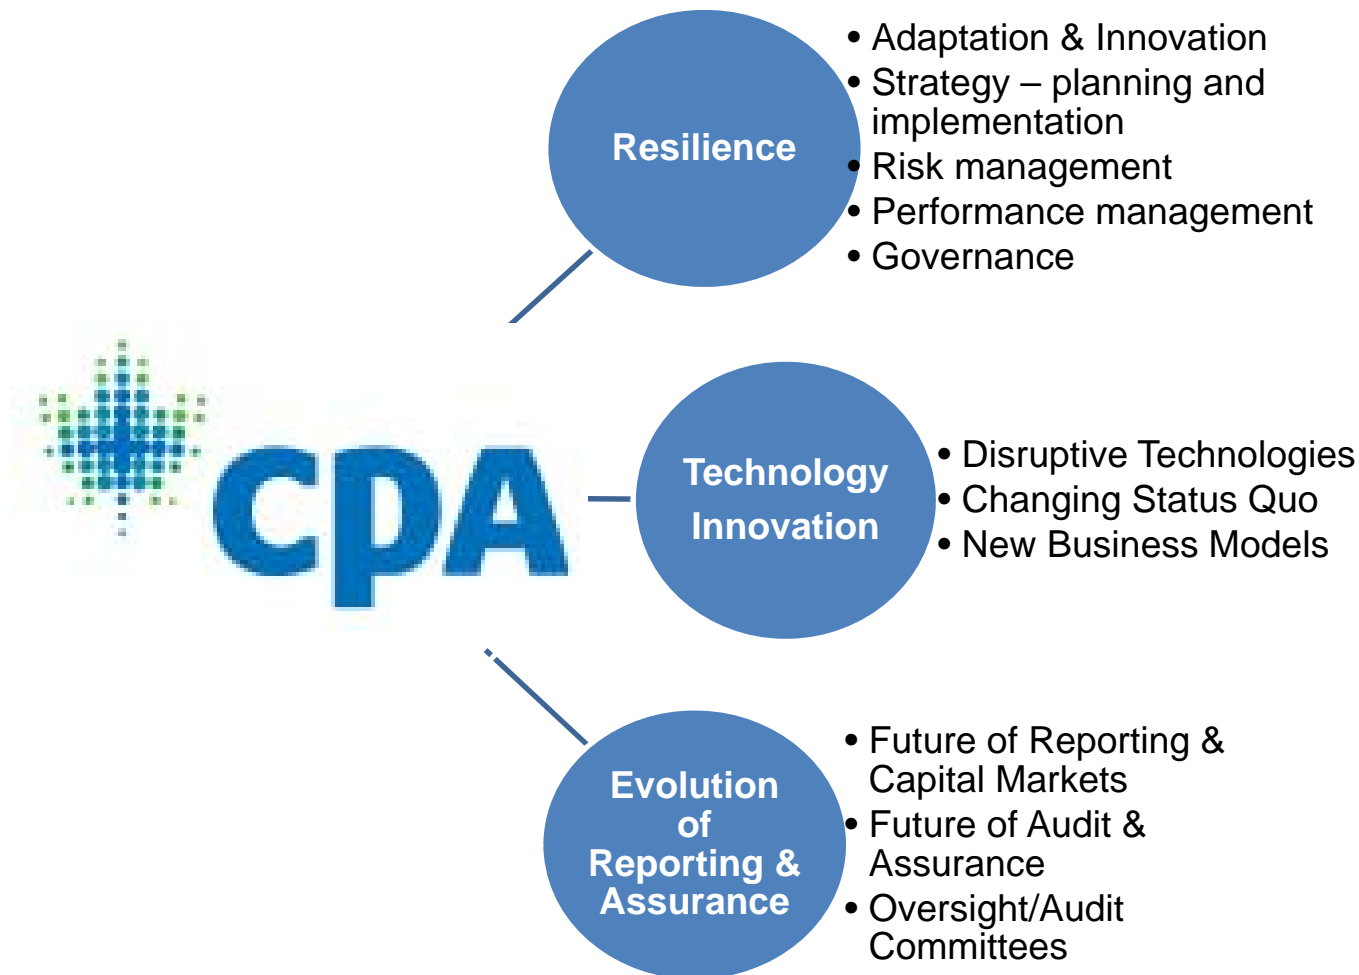 Resilience
• Adaptation & Innovation
• Strategy – planning and
implementation
• Risk management
• Performance management
• Governance
cpA
Technology
Innovation
• Disruptive Technologies
• Changing Status Quo
• New Business Models
Evolution
of
Reporting &
Assurance
• Future of Reporting &
Capital Markets
• Future of Audit &
Assurance
• Oversight/Audit
Committees